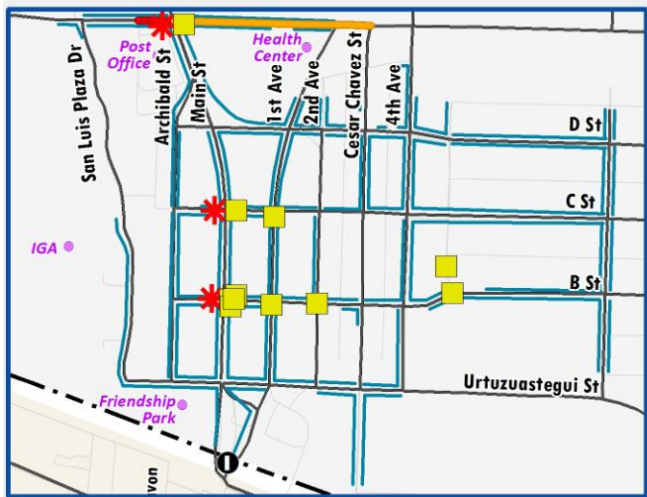 San Luis Plaza Dr
Post
Office
Archibald St
Main St
Health
Center
1st Ave
2nd Ave
Cesar Chavez St
4th Ave
D St
C St
IGA
B St
Urtuzuastegui St
Friendship
Park
von